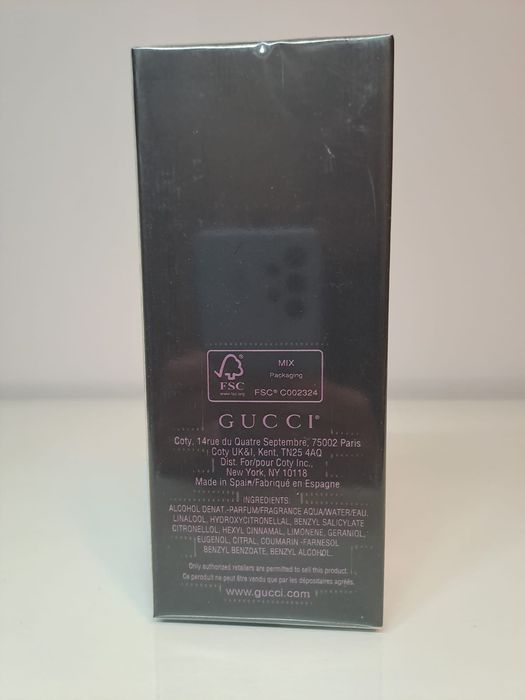 FSC
www.fsc.org
MIX
Packaging
FSC® C002324
GUCCI®
Coty, 14rue du Quatre Septembre, 75002 Paris
Coty UK&I, Kent, TN25 4AQ
Dist. For/pour Coty Inc.,
New York, NY 10118
Made in Spain/Fabriqué en Espagne
INGREDIENTS:
ALCOHOL DENAT.-PARFUM/FRAGRANCE AQUA/WATER/EAU.
LINALOOL, HYDROXYCITRONELLAL, BENZYL SALICYLATE
CITRONELLOL, HEXYL CINNAMAL, LIMONENE, GERANIOL,
EUGENOL, CITRAL, COUMARIN -FARNESOL
BENZYL BENZOATE, BENZYL ALCOHOL.
Only authorized retailers are permitted to sell this product.
Ce produit ne peut être vendu que par les dépositaires agréés.
www.gucci.com